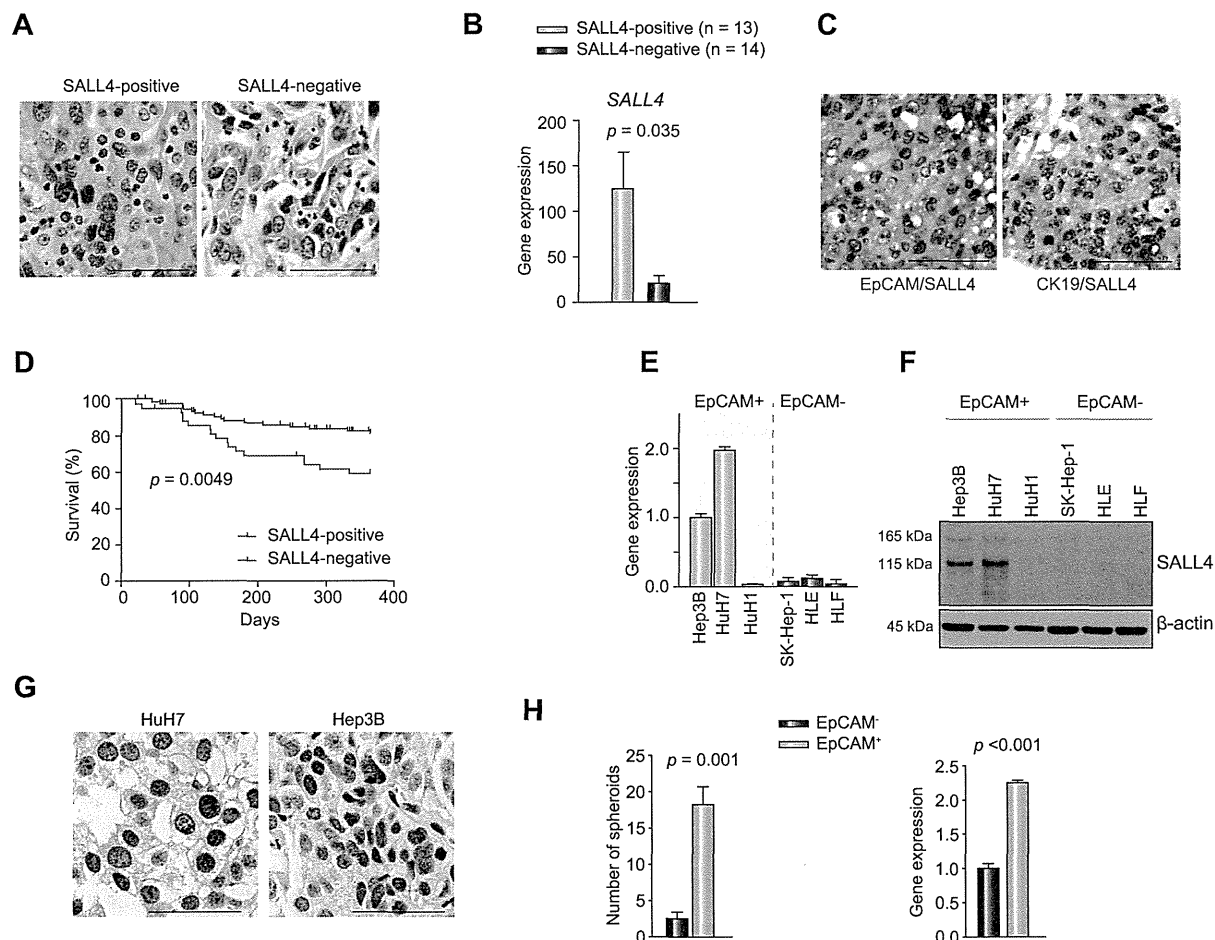 A
SALL4-positive
SALL4-negative
B
SALL4-positive (n = 13)
SALL4-negative (n = 14)
SALL4
p = 0.035
Gene expression
200
150
100
50
0
C
EpCAM/SALL4
CK19/SALL4
D
Survival (%)
100
80
60
40
20
0
p = 0.0049
SALL4-positive
SALL4-negative
0
100
200
300
400
Days
E
EpCAM+
EpCAM-
Gene expression
2.0
1.0
0.0
Hep3B
HuH7
HuH1
SK-Hep-1
HLE
HLF
F
EpCAM+
EpCAM-
Hep3B
HuH7
HuH1
SK-Hep-1
HLE
HLF
165 kDa
115 kDa
SALL4
45 kDa
β-actin
G
HuH7
Hep3B
H
EpCAM-
EpCAM+
p = 0.001
Number of spheroids
25
20
15
10
5
0
p <0.001
Gene expression
2.5
2.0
1.5
1.0
0.5
0.0